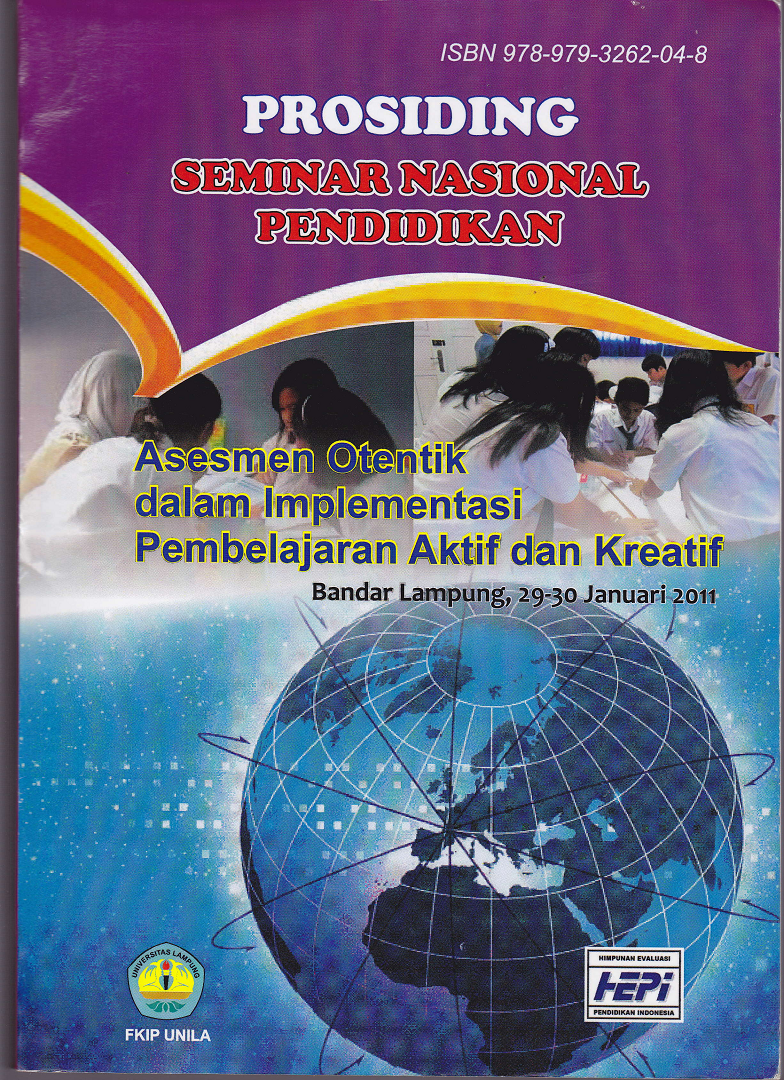 ISBN 978-979-3262-04-8
PROSIDING
SEMINAR NASIONAL
PENDIDIKAN
Asesmen Otentik
dalam Implementasi
Pembelajaran Aktif dan Kreatif
Bandar Lampung, 29-30 Januari 2011
UNIVERSITAS LAMPUNG
FKIP UNILA
HIMPUNAN EVALUASI
HEPI
PENDIDIKAN INDONESIA